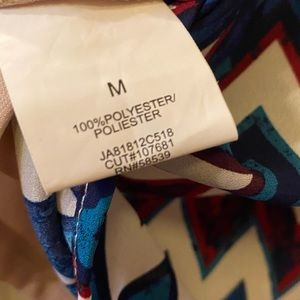 M
100%POLYESTER/
POLIESTER
JA81812C518
CUT#107681
RN#58539